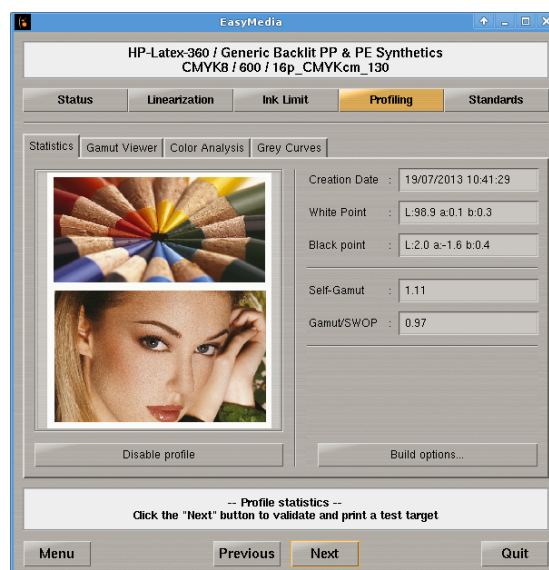 EasyMedia
HP-Latex-360 / Generic Backlit PP & PE Synthetics
CMYK8 / 600 / 16p_CMYKcm_130
Status Linearization Ink Limit Profiling Standards
Statistics Gamut Viewer Color Analysis Grey Curves
Creation Date : 19/07/2013 10:41:29
White Point : L:98.9 a:0.1 b:0.3
Black point : L:2.0 a:-1.6 b:0.4
Self-Gamut : 1.11
Gamut/SWOP : 0.97
Disable profile Build options...
-- Profile statistics --
Click the "Next" button to validate and print a test target
Menu Previous Next Quit